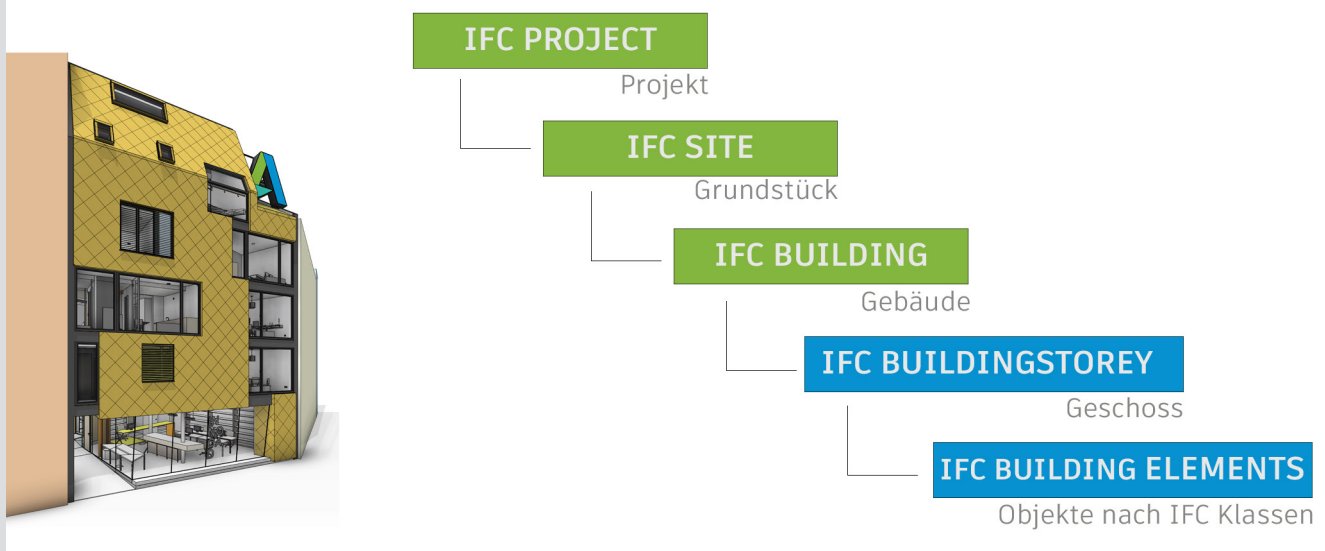 IFC PROJECT
Projekt
IFC SITE
Grundstück
IFC BUILDING
Gebäude
IFC BUILDINGSTOREY
Geschoss
IFC BUILDING ELEMENTS
Objekte nach IFC Klassen